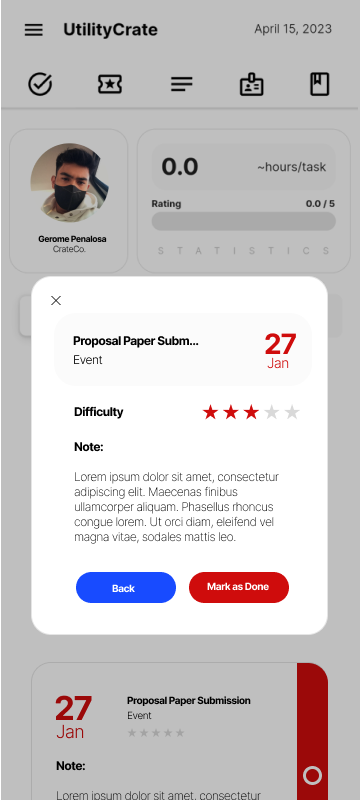 UtilityCrate
April 15, 2023
0.0
~hours/task
Rating
0.0 / 5
Gerome Penalosa
CrateCo.
S T A T I S T I C S
Proposal Paper Subm...
Event
27
Jan
Difficulty
Note:
Lorem ipsum dolor sit amet, consectetur
adipiscing elit. Maecenas finibus
ullamcorper aliquam. Phasellus rhoncus
congue lorem. Ut orci diam, eleifend vel
magna vitae, sodales mattis leo.
Back
Mark as Done
27
Jan
Proposal Paper Submission
Event
Note:
Lorem ipsum dolor sit amet, consectetur